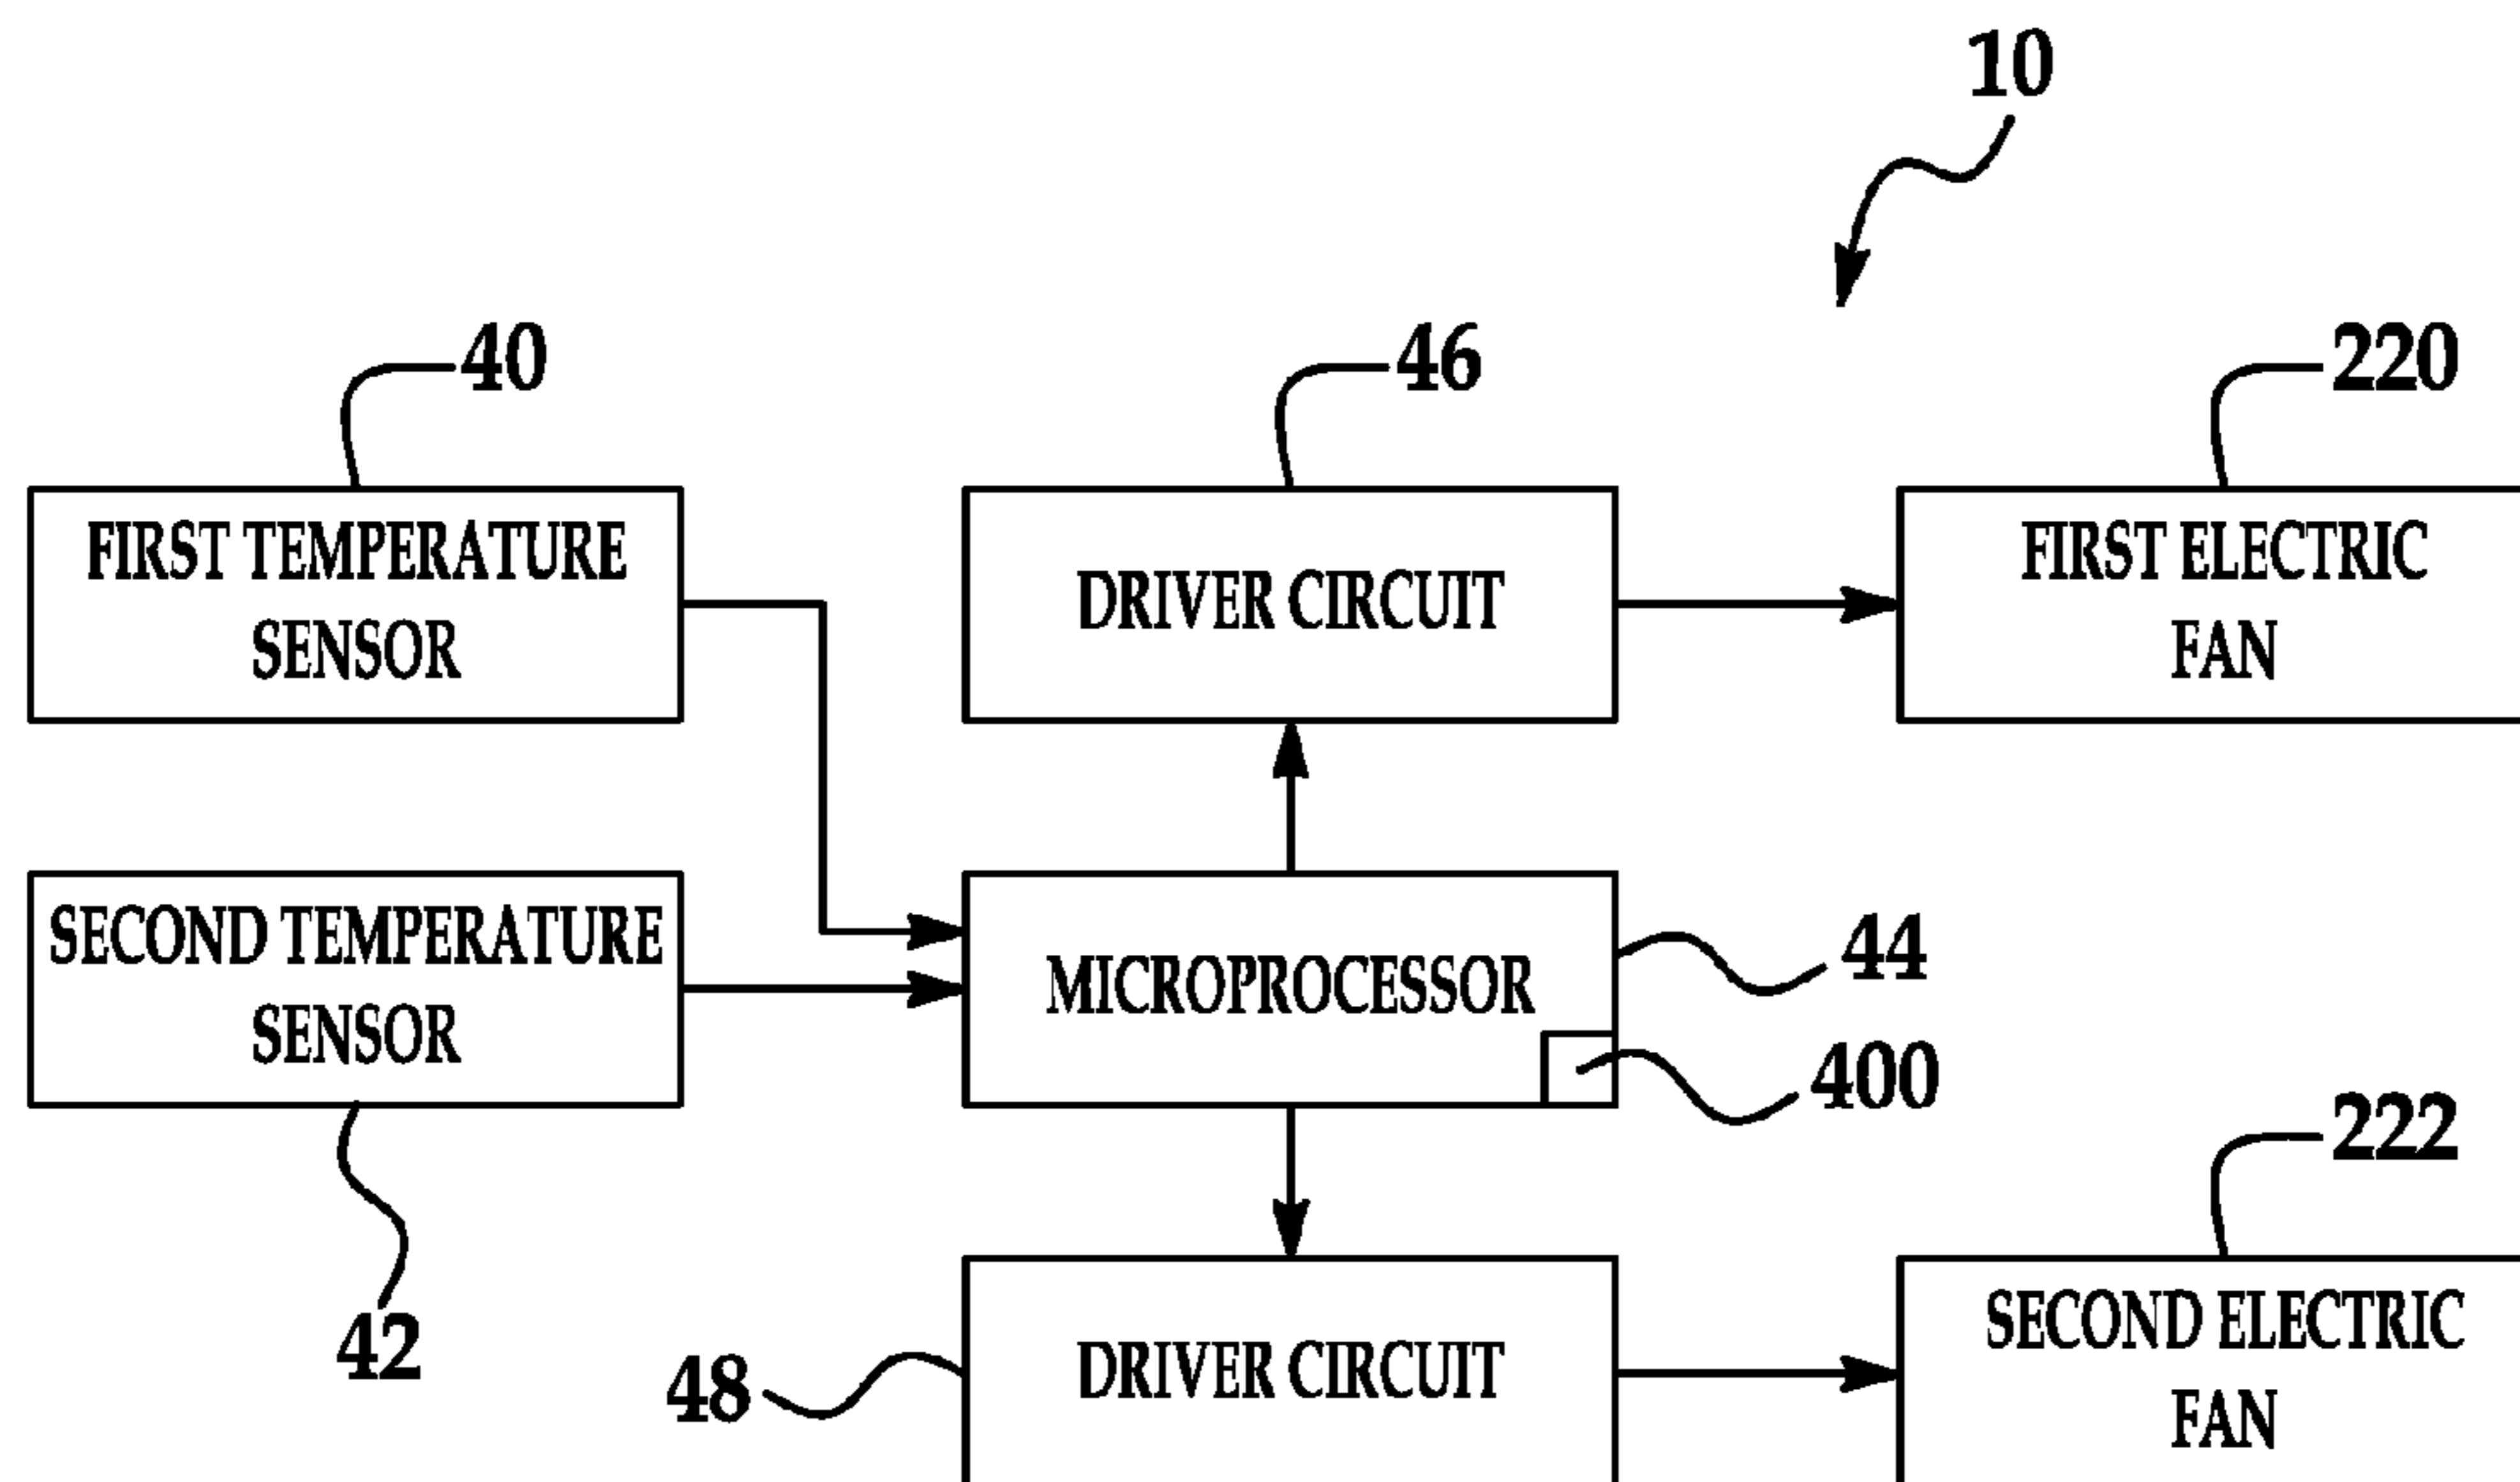 10
40
46
220
FIRST TEMPERATURE
SENSOR
DRIVER CIRCUIT
FIRST ELECTRIC
FAN
SECOND TEMPERATURE
SENSOR
MICROPROCESSOR
44
400
222
42
48
DRIVER CIRCUIT
SECOND ELECTRIC
FAN